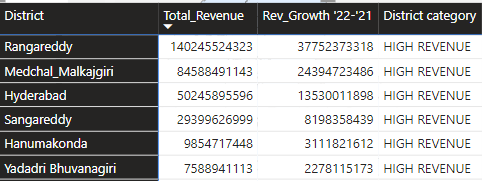 District Total_Revenue Rev_Growth '22-'21 District category
Rangareddy 140245524323 37752373318 HIGH REVENUE
Medchal_Malkajgiri 84588491143 24394723486 HIGH REVENUE
Hyderabad 50245895596 13530011898 HIGH REVENUE
Sangareddy 29399626999 8198358439 HIGH REVENUE
Hanumakonda 9854717448 3111821612 HIGH REVENUE
Yadadri Bhuvanagiri 7588941113 2278115173 HIGH REVENUE